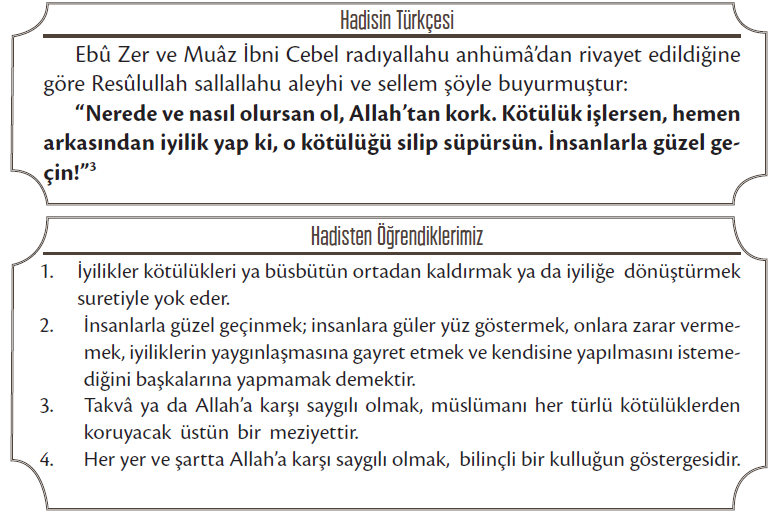 Hadisin Türkçesi
Ebû Zer ve Muâz İbni Cebel radıyallahu anhümâ’dan rivayet edildiğine
göre Resûlullah sallallahu aleyhi ve sellem şöyle buyurmuştur:
“Nerede ve nasıl olursan ol, Allah’tan kork. Kötülük işlersen, hemen
arkasından iyilik yap ki, o kötülüğü silip süpürsün. İnsanlarla güzel ge-
çin!”3
Hadisten Öğrendiklerimiz
1. İyilikler kötülükleri ya büsbütün ortadan kaldırmak ya da iyiliğe dönüştürmek
suretiyle yok eder.
2. İnsanlarla güzel geçinmek; insanlara güler yüz göstermek, onlara zarar verme-
mek, iyiliklerin yaygınlaşmasına gayret etmek ve kendisine yapılmasını isteme-
diğini başkalarına yapmamak demektir.
3. Takvâ ya da Allah’a karşı saygılı olmak, müslümanı her türlü kötülüklerden
koruyacak üstün bir meziyettir.
4. Her yer ve şartta Allah’a karşı saygılı olmak, bilinçli bir kulluğun göstergesidir.